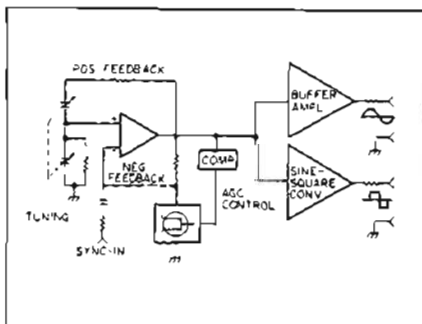 POS FEEDBACK
BUFFER
AMPL
NEG
FEEDBACK
COMP
AGC
CONTROL
SINE-
SQUARE
CONV
TUNING
SYNC-IN